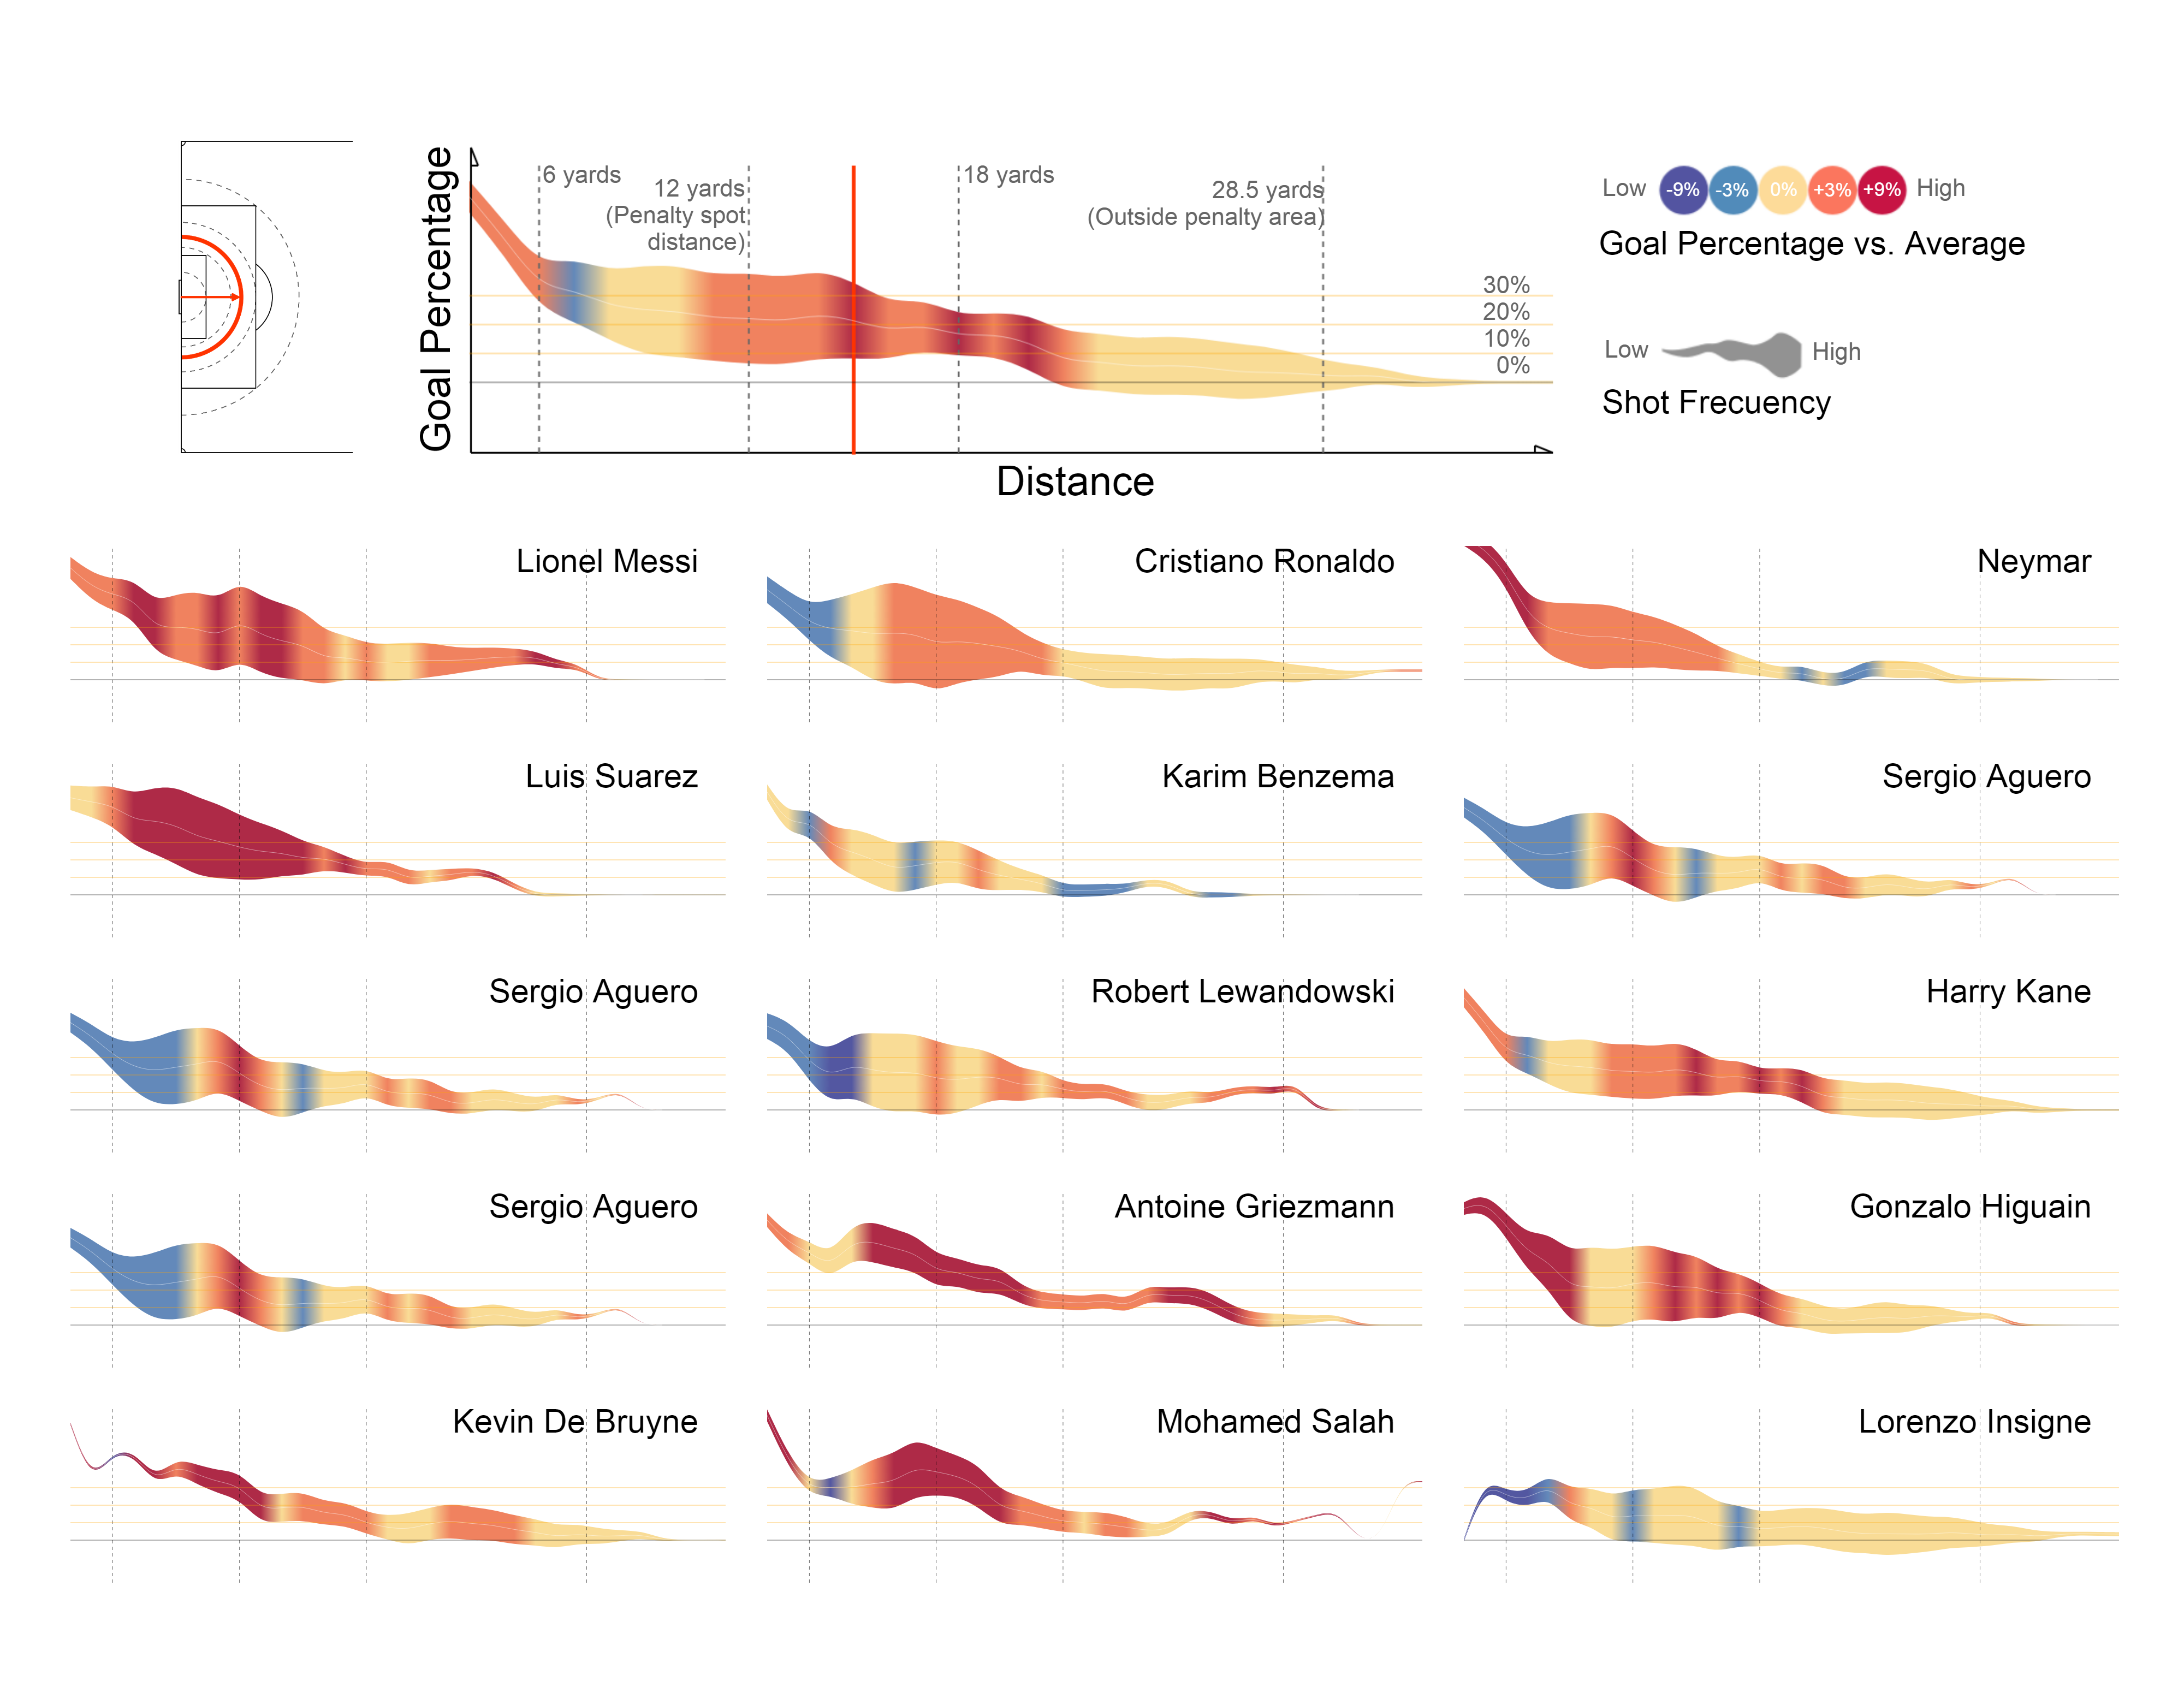 Goal Percentage
6 yards
12 yards
(Penalty spot
distance)
18 yards
28.5 yards
(Outside penalty area)
30%
20%
10%
0%
Distance
Low -9% -3% 0% +3% +9% High
Goal Percentage vs. Average
Low High
Shot Frecuency
Lionel Messi
Cristiano Ronaldo
Neymar
Luis Suarez
Karim Benzema
Sergio Aguero
Sergio Aguero
Robert Lewandowski
Harry Kane
Sergio Aguero
Antoine Griezmann
Gonzalo Higuain
Kevin De Bruyne
Mohamed Salah
Lorenzo Insigne